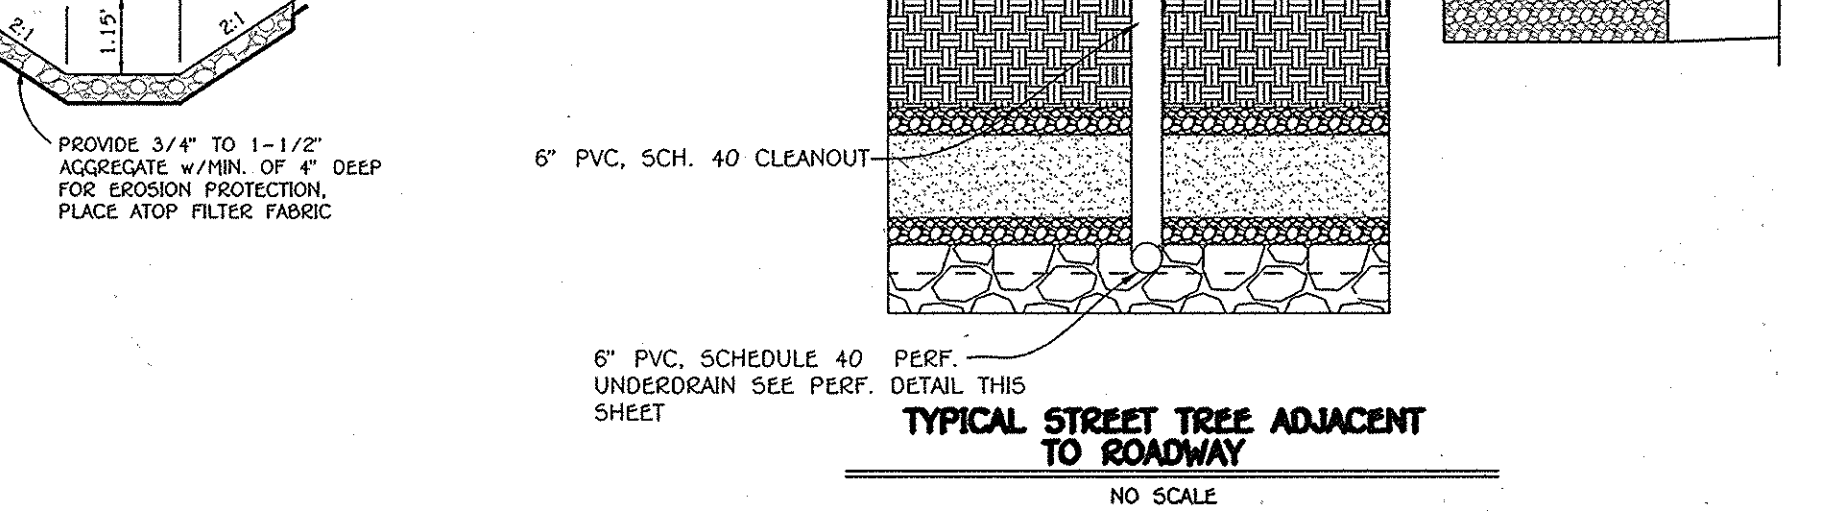 2:1
1.15'
2:1
PROVIDE 3/4" TO 1-1/2"
AGGREGATE w/MIN. OF 4" DEEP
FOR EROSION PROTECTION,
PLACE ATOP FILTER FABRIC
6" PVC, SCH. 40 CLEANOUT
6" PVC, SCHEDULE 40 PERF.
UNDERDRAIN SEE PERF. DETAIL THIS
SHEET
TYPICAL STREET TREE ADJACENT
TO ROADWAY
NO SCALE